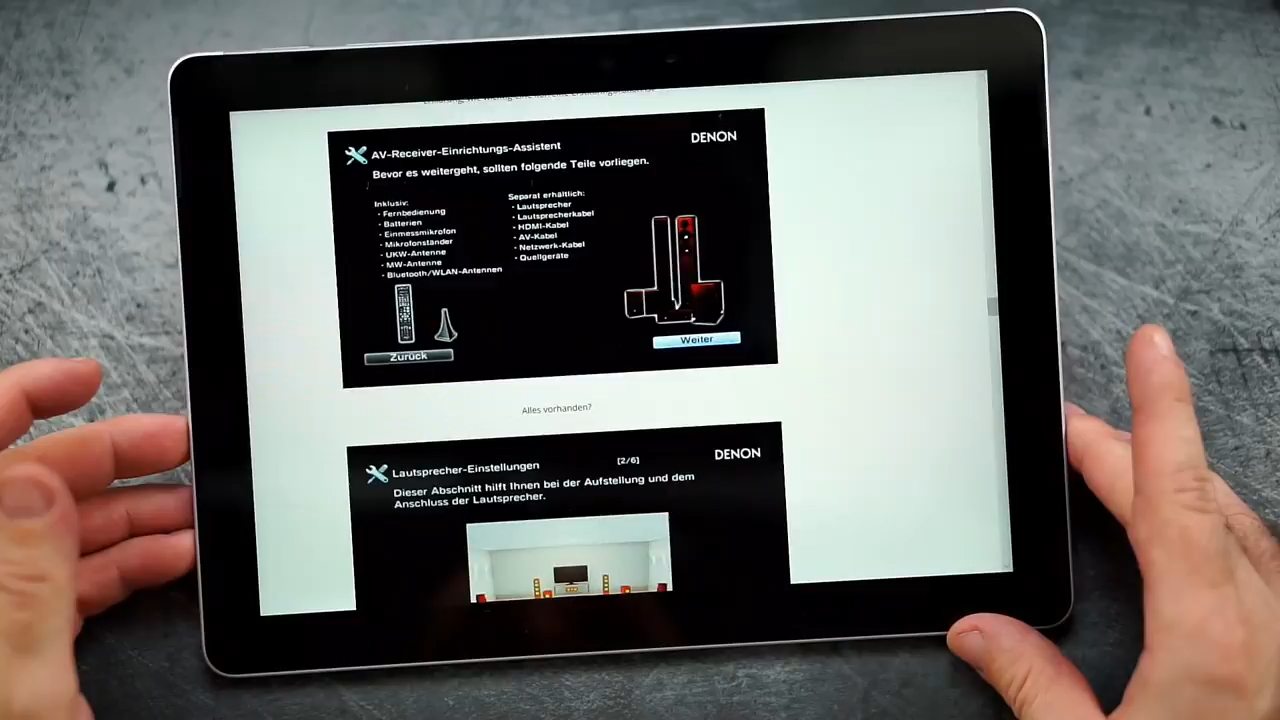 AV-Receiver-Einrichtungs-Assistent
DENON
Bevor es weitergeht, sollten folgende Teile vorliegen.
Inklusiv:
- Fernbedienung
- Batterien
- Einmessmikrofon
- Mikrofonständer
- UKW-Antenne
- MW-Antenne
- Bluetooth/WLAN-Antennen
Separat erhältlich:
- Lautsprecher
- Lautsprecherkabel
- HDMI-Kabel
- AV-Kabel
- Netzwerk-Kabel
- Quellgeräte
Zurück
Weiter
Alles vorhanden?
Lautsprecher-Einstellungen
[2/6]
DENON
Dieser Abschnitt hilft Ihnen bei der Aufstellung und dem
Anschluss der Lautsprecher.